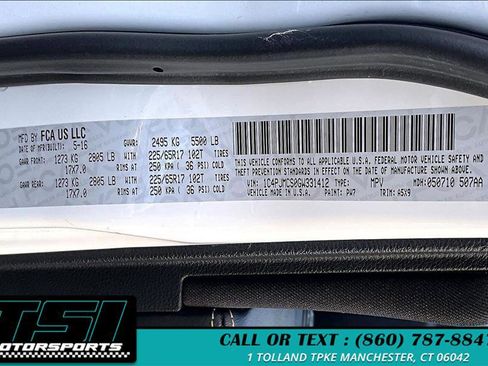 MFD BY FCA US LLC
DATE OF MFR(BUILT): 5-16
GVWR: 2495 KG 5500 LB
GAWR FRONT: 1273 KG 2805 LB WITH 225/65R17 102T TIRES
17X7.0 RIMS AT 250 KPA ( 36 PSI) COLD
GAWR REAR: 1273 KG 2805 LB WITH 225/65R17 102T TIRES
17X7.0 RIMS AT 250 KPA ( 36 PSI) COLD
THIS VEHICLE CONFORMS TO ALL APPLICABLE U.S.A. FEDERAL MOTOR VEHICLE SAFETY AND
THEFT PREVENTION STANDARDS IN EFFECT ON THE DATE OF MANUFACTURE SHOWN ABOVE.
VIN: 1C4PJMCS0GW331412 TYPE: MPV MDH: 050710 507AA
VEHICLE MADE IN U.S.A. PAINT: PW7 TRIM: A5X9
TSI
MOTORSPORTS
CALL OR TEXT : (860) 787-8847
1 TOLLAND TPKE MANCHESTER, CT 06042